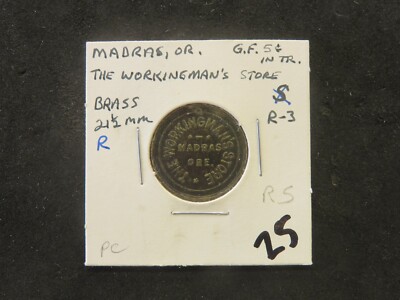 MADRAS, OR. G.F. 5¢
IN TR.
THE WORKINGMAN'S STORE
BRASS
21½ mm R-3
R
THE WORKINGMAN'S STORE
MADRAS
ORE.
RS
PC 25